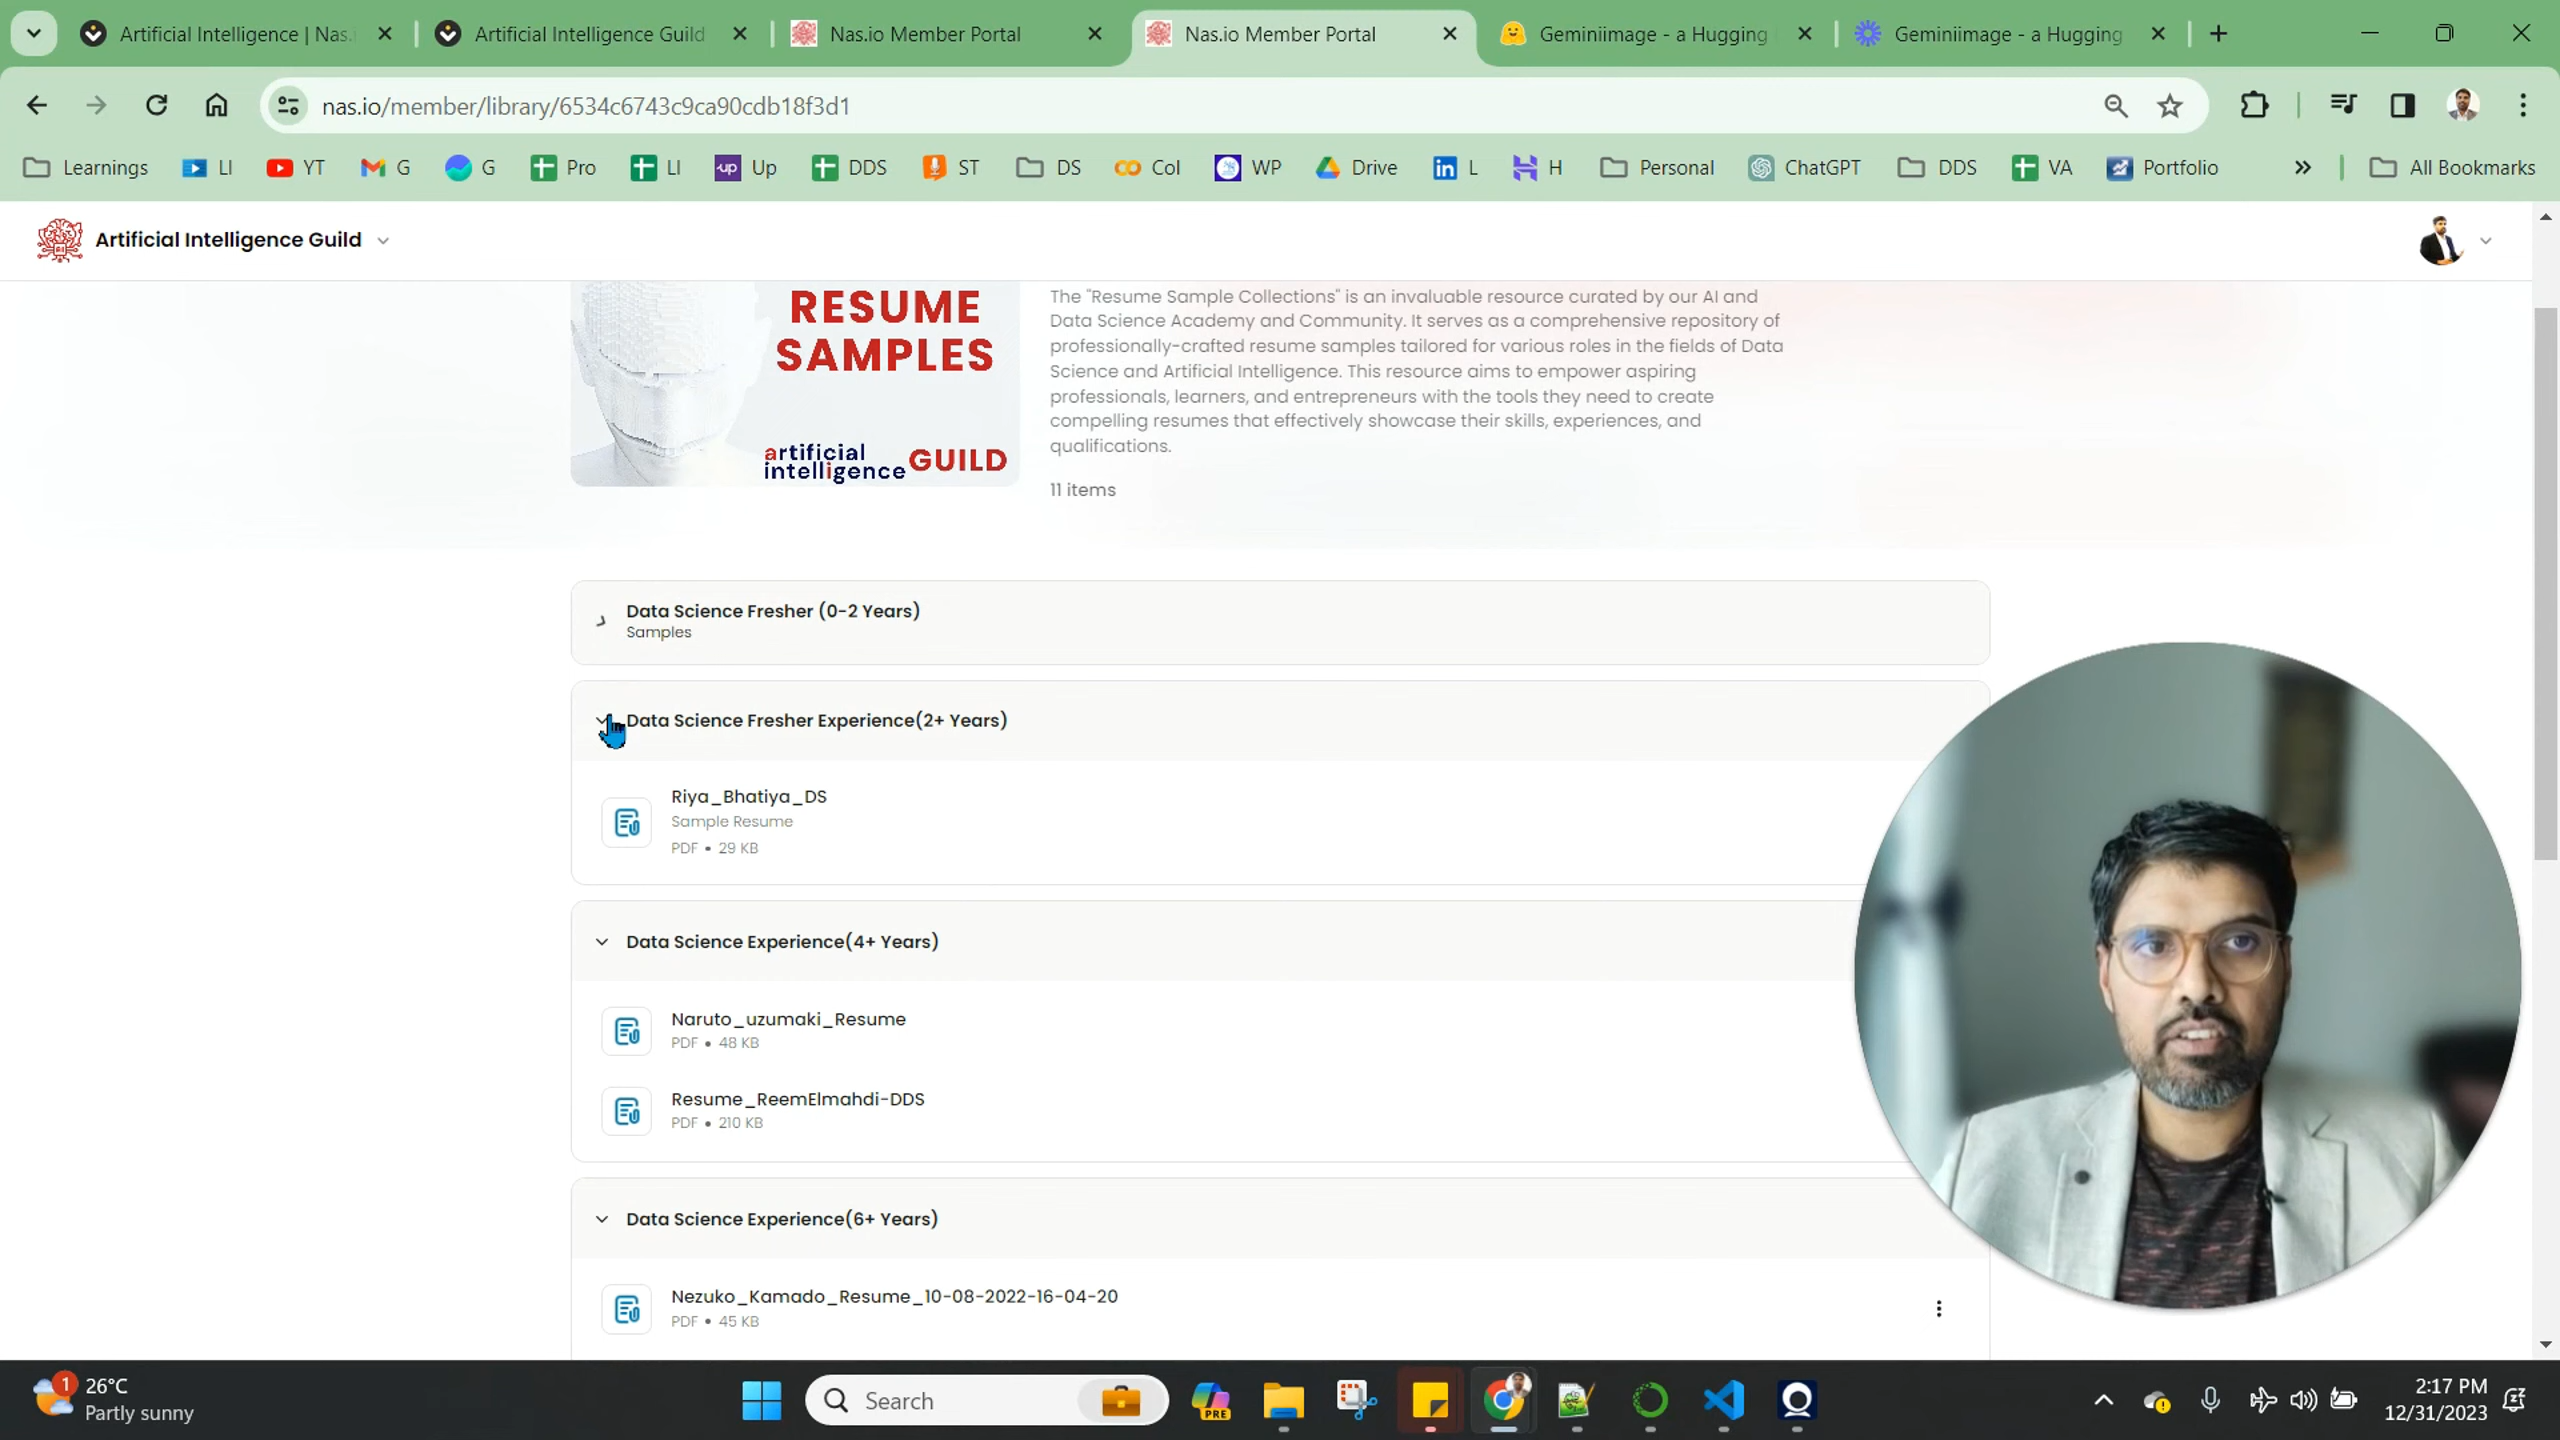 Artificial Intelligence | Nas.i
Artificial Intelligence Guild
Nas.io Member Portal
Nas.io Member Portal
Geminiimage - a Hugging
Geminiimage - a Hugging
nas.io/member/library/6534c6743c9ca90cdb18f3d1
Learnings
LI
YT
G
G
Pro
LI
Up
DDS
ST
DS
Col
WP
Drive
L
H
Personal
ChatGPT
DDS
VA
Portfolio
All Bookmarks
Artificial Intelligence Guild
RESUME
SAMPLES
artificial
intelligence GUILD
The "Resume Sample Collections" is an invaluable resource curated by our AI and
Data Science Academy and Community. It serves as a comprehensive repository of
professionally-crafted resume samples tailored for various roles in the fields of Data
Science and Artificial Intelligence. This resource aims to empower aspiring
professionals, learners, and entrepreneurs with the tools they need to create
compelling resumes that effectively showcase their skills, experiences, and
qualifications.
11 items
Data Science Fresher (0-2 Years)
Samples
Data Science Fresher Experience(2+ Years)
Riya_Bhatiya_DS
Sample Resume
PDF • 29 KB
Data Science Experience(4+ Years)
Naruto_uzumaki_Resume
PDF • 48 KB
Resume_ReemElmahdi-DDS
PDF • 210 KB
Data Science Experience(6+ Years)
Nezuko_Kamado_Resume_10-08-2022-16-04-20
PDF • 45 KB
1
26°C
Partly sunny
Search
PRE
2:17 PM
12/31/2023